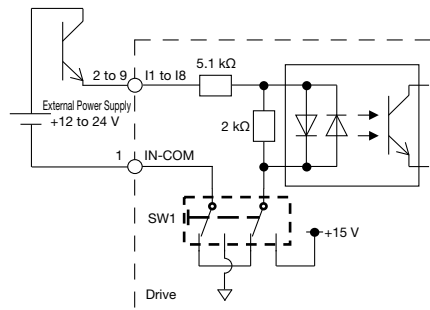 5.1 kΩ
2 to 9
I1 to I8
External Power Supply
+12 to 24 V
2 kΩ
1
IN-COM
SW1
+15 V
Drive